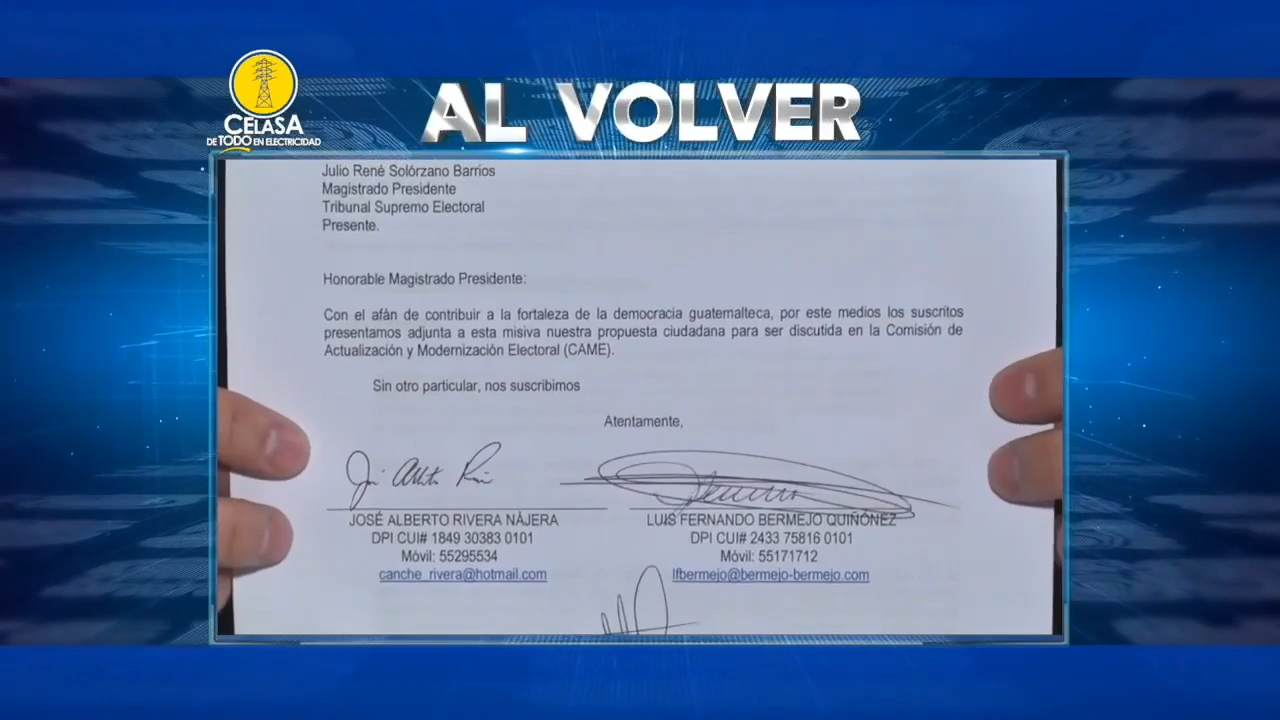 AL VOLVER
CELASA
DE TODO EN ELECTRICIDAD
Julio René Solórzano Barrios
Magistrado Presidente
Tribunal Supremo Electoral
Presente.
Honorable Magistrado Presidente:
Con el afán de contribuir a la fortaleza de la democracia guatemalteca, por este medios los suscritos
presentamos adjunta a esta misiva nuestra propuesta ciudadana para ser discutida en la Comisión de
Actualización y Modernización Electoral (CAME).
Sin otro particular, nos suscribimos
Atentamente,
JOSÉ ALBERTO RIVERA NÁJERA
LUIS FERNANDO BERMEJO QUIÑÓNEZ
DPI CUI# 1849 30383 0101
DPI CUI# 2433 75816 0101
Móvil: 55295534
Móvil: 55171712
canche_rivera@hotmail.com
lfbermejo@bermejo-bermejo.com